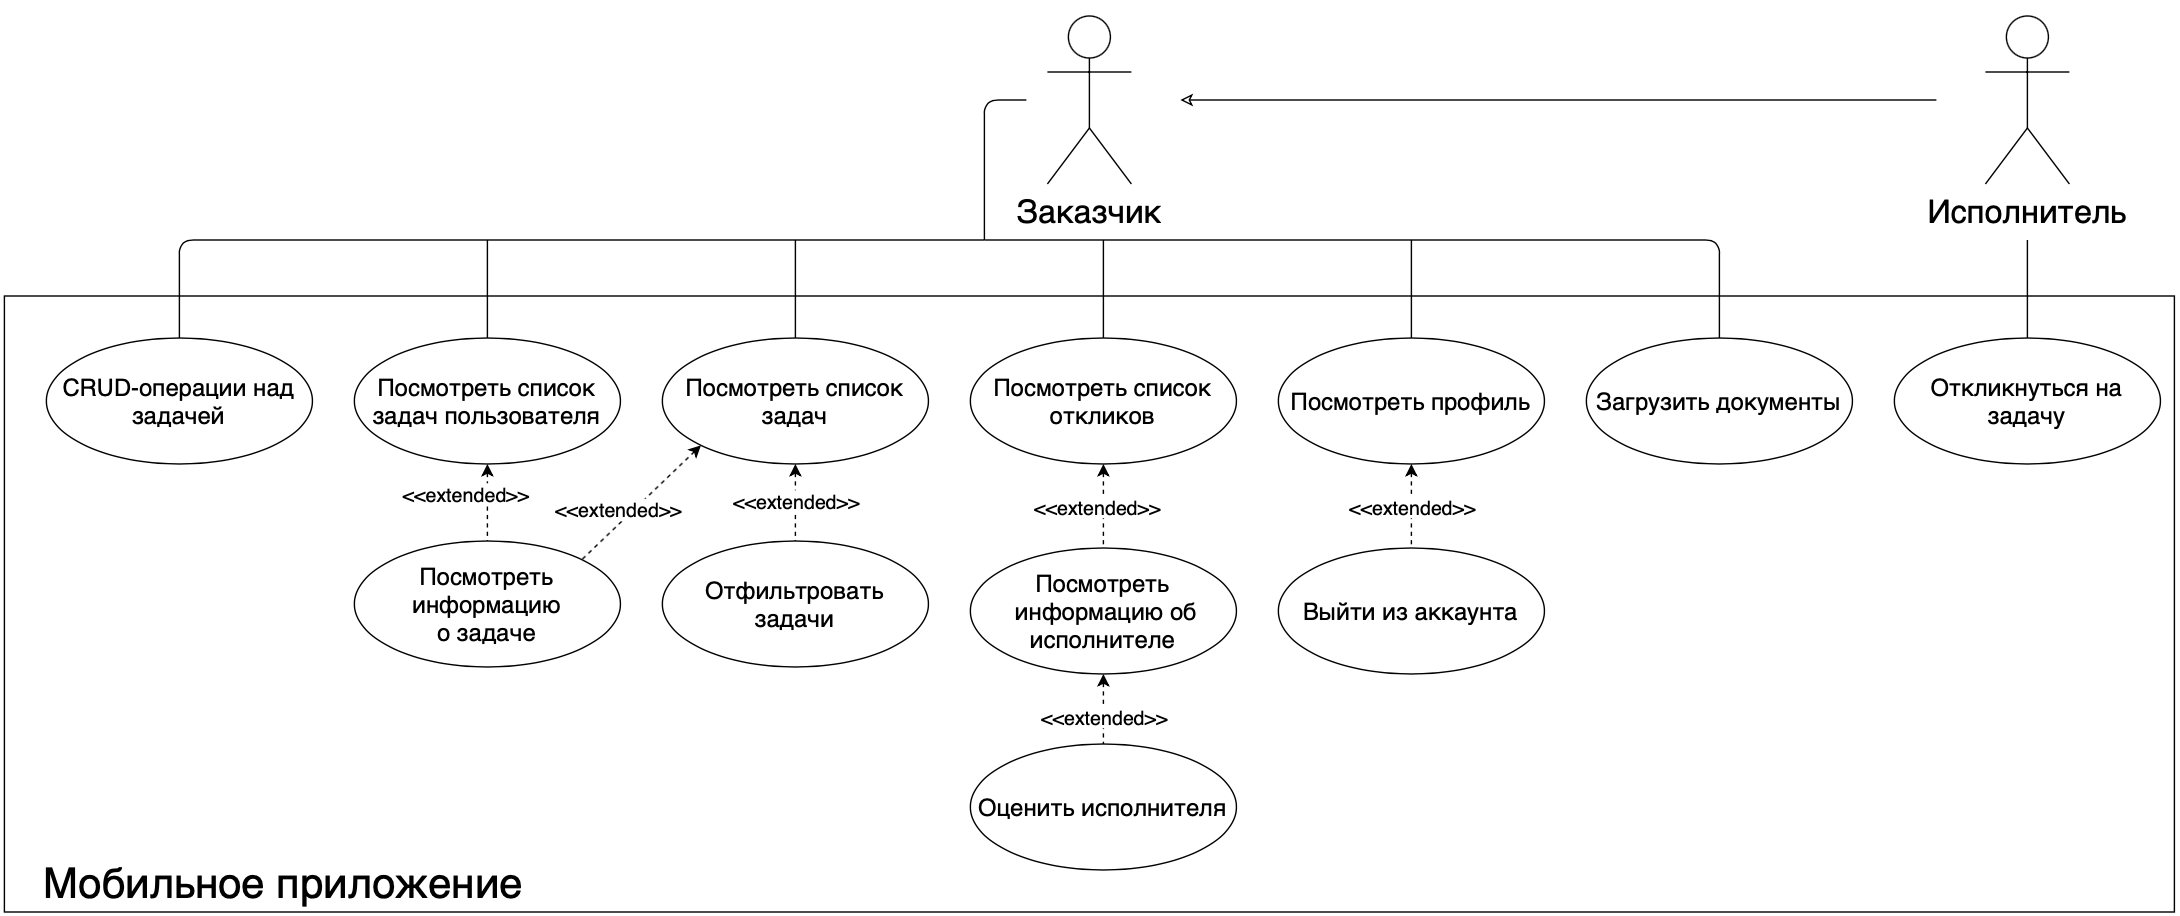 Заказчик
Исполнитель
CRUD-операции над
задачей
Посмотреть список
задач пользователя
Посмотреть список
задач
Посмотреть список
откликов
Посмотреть профиль
Загрузить документы
Откликнуться на
задачу
<<extended>>
<<extended>>
<<extended>>
<<extended>>
<<extended>>
Посмотреть
информацию
о задаче
Отфильтровать
задачи
Посмотреть
информацию об
исполнителе
Выйти из аккаунта
<<extended>>
Оценить исполнителя
Мобильное приложение